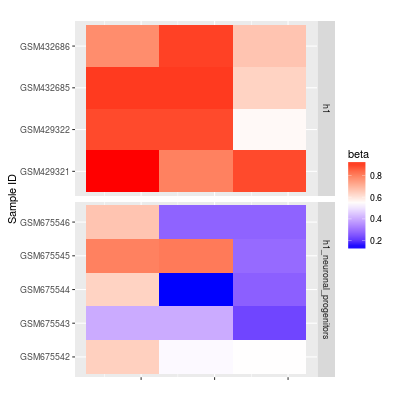 Sample ID
GSM432686
GSM432685
GSM429322
GSM429321
h1
GSM675546
GSM675545
GSM675544
GSM675543
GSM675542
h1_neuronal_progenitors
beta
0.8
0.6
0.4
0.2